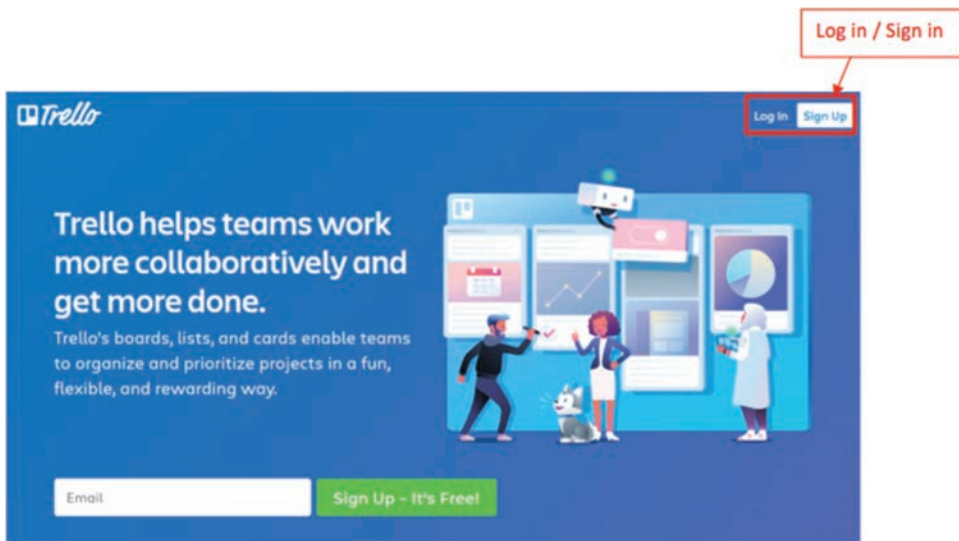 Log in / Sign in
Trello
Log In Sign Up
Trello helps teams work
more collaboratively and
get more done.
Trello's boards, lists, and cards enable teams
to organize and prioritize projects in a fun,
flexible, and rewarding way.
Email
Sign Up – It's Free!